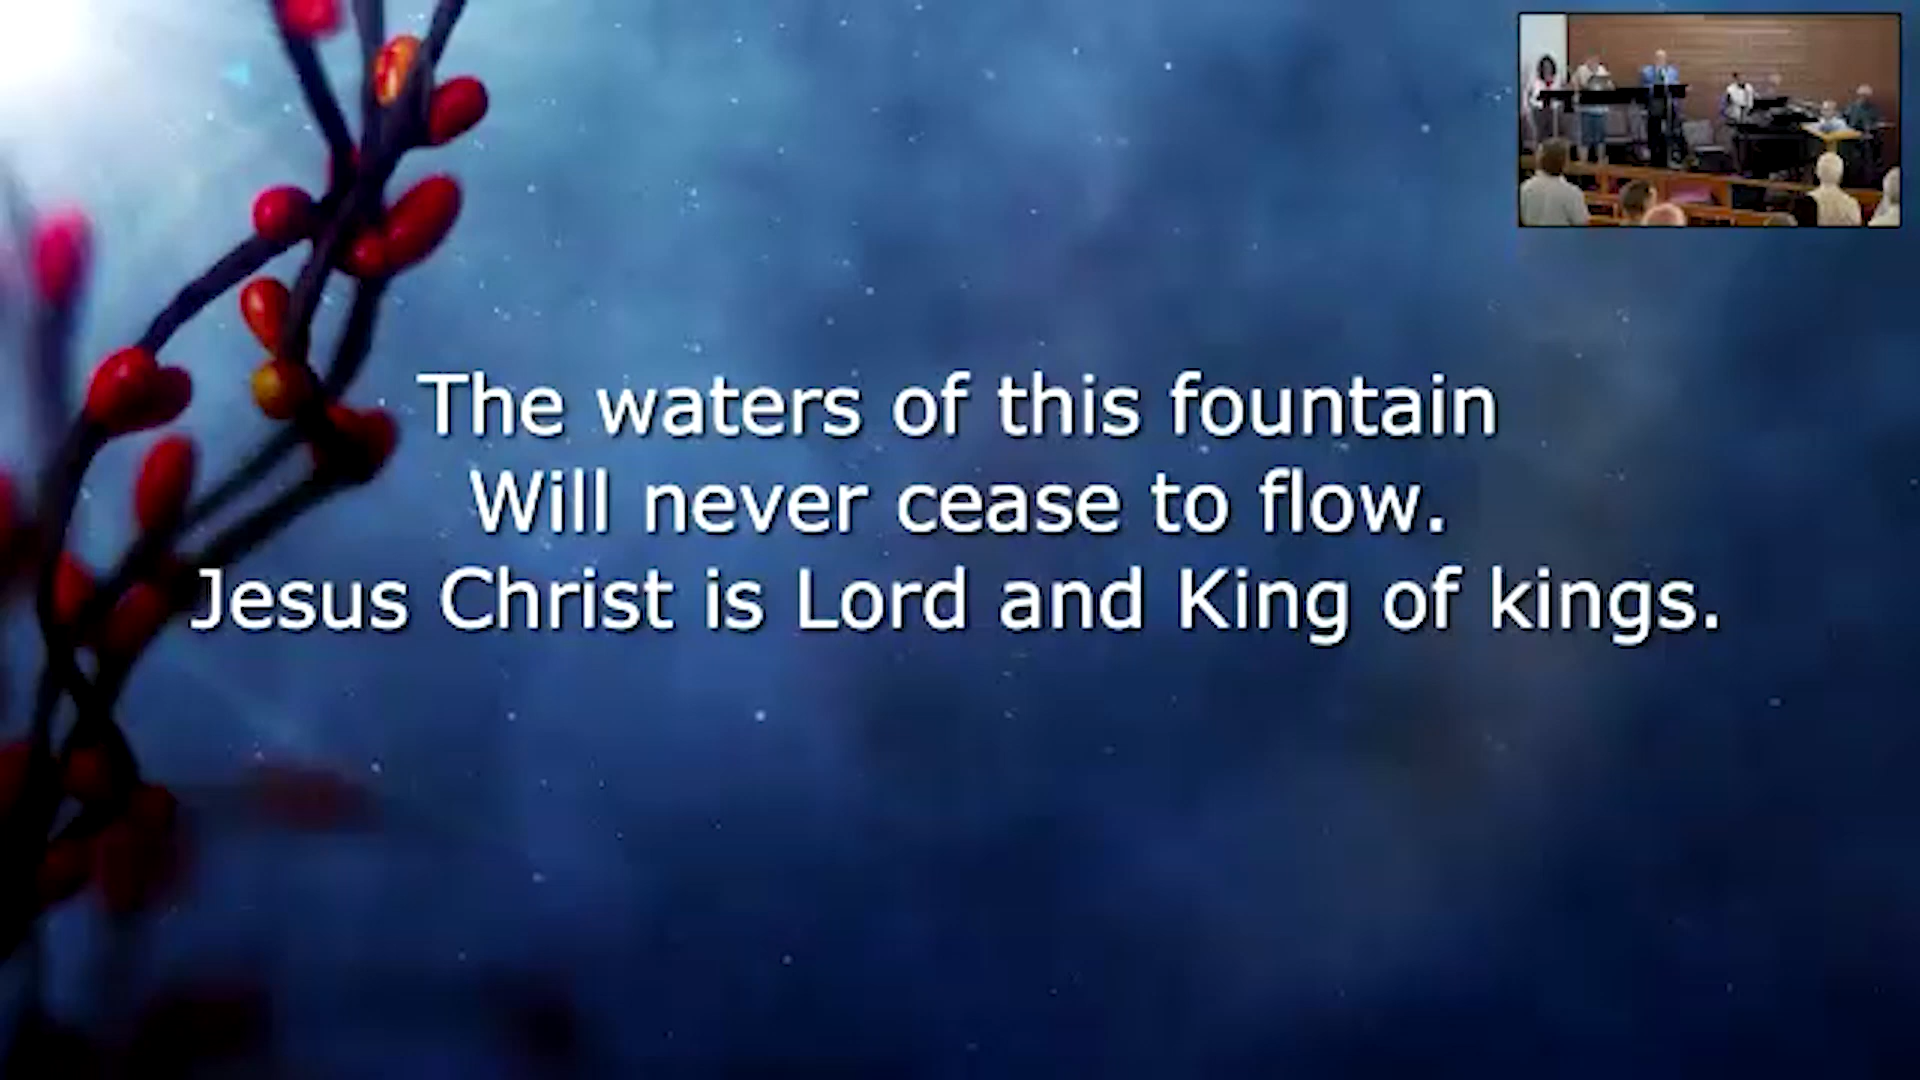 The waters of this fountain
Will never cease to flow.
Jesus Christ is Lord and King of kings.